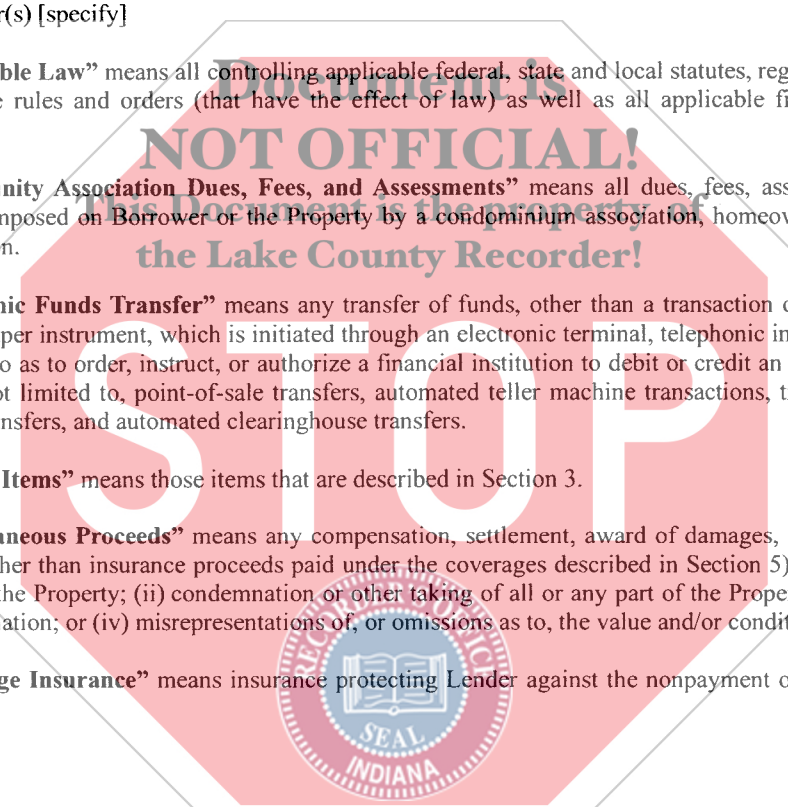 r(s) [specify]
ble Law” means all controlling applicable federal, state and local statutes, reg
e rules and orders (that have the effect of law) as well as all applicable fi
Document is
NOT OFFICIAL!
nity Association Dues, Fees, and Assessments” means all dues, fees, ass
mposed on Borrower or the Property by a condominium association, homeov
This Document is the property of
n.
the Lake County Recorder!
nic Funds Transfer” means any transfer of funds, other than a transaction
per instrument, which is initiated through an electronic terminal, telephonic in
o as to order, instruct, or authorize a financial institution to debit or credit an
ot limited to, point-of-sale transfers, automated teller machine transactions, t
nsfers, and automated clearinghouse transfers.
STOP
Items” means those items that are described in Section 3.
aneous Proceeds” means any compensation, settlement, award of damages,
her than insurance proceeds paid under the coverages described in Section 5)
the Property; (ii) condemnation or other taking of all or any part of the Prope
ation; or (iv) misrepresentations of, or omissions as to, the value and/or condit
ge Insurance” means insurance protecting Lender against the nonpayment o
RECORDER OFFICE
SEAL
INDIANA